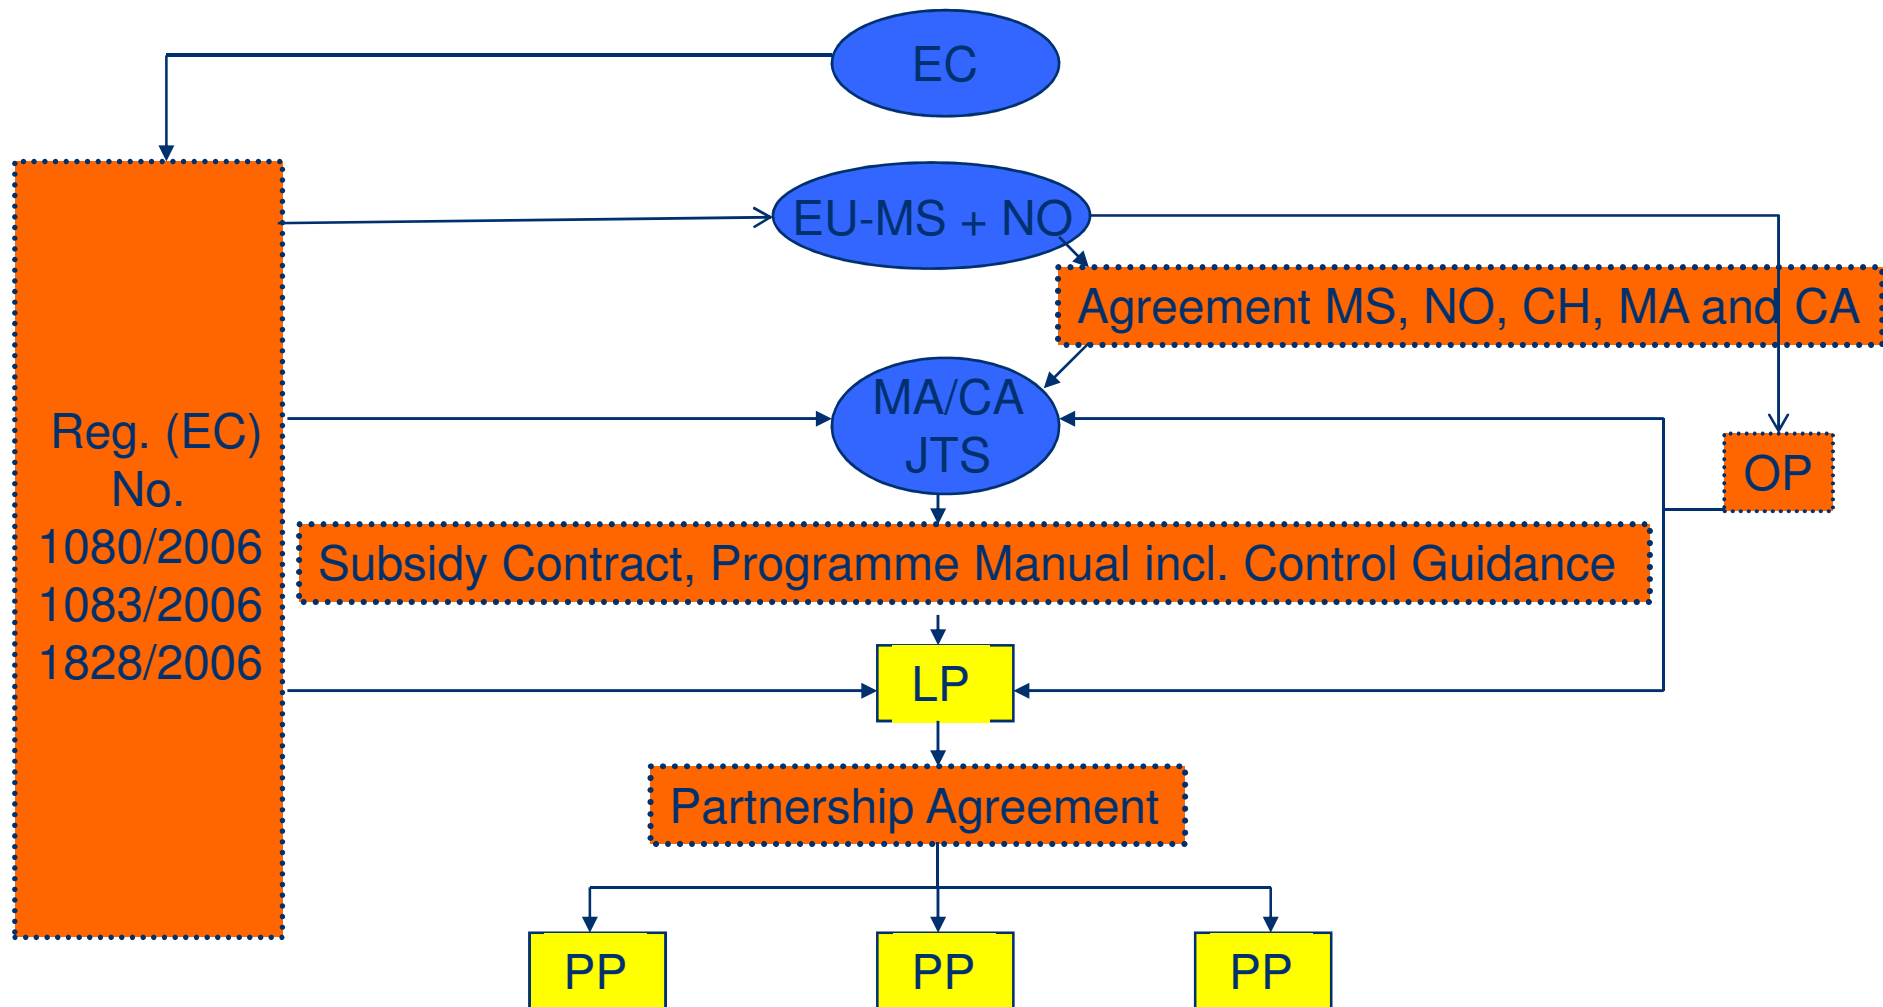 EC
EU-MS + NO
Agreement MS, NO, CH, MA and CA
MA/CA
JTS
OP
Reg. (EC)
No.
1080/2006
1083/2006
1828/2006
Subsidy Contract, Programme Manual incl. Control Guidance
LP
Partnership Agreement
PP
PP
PP